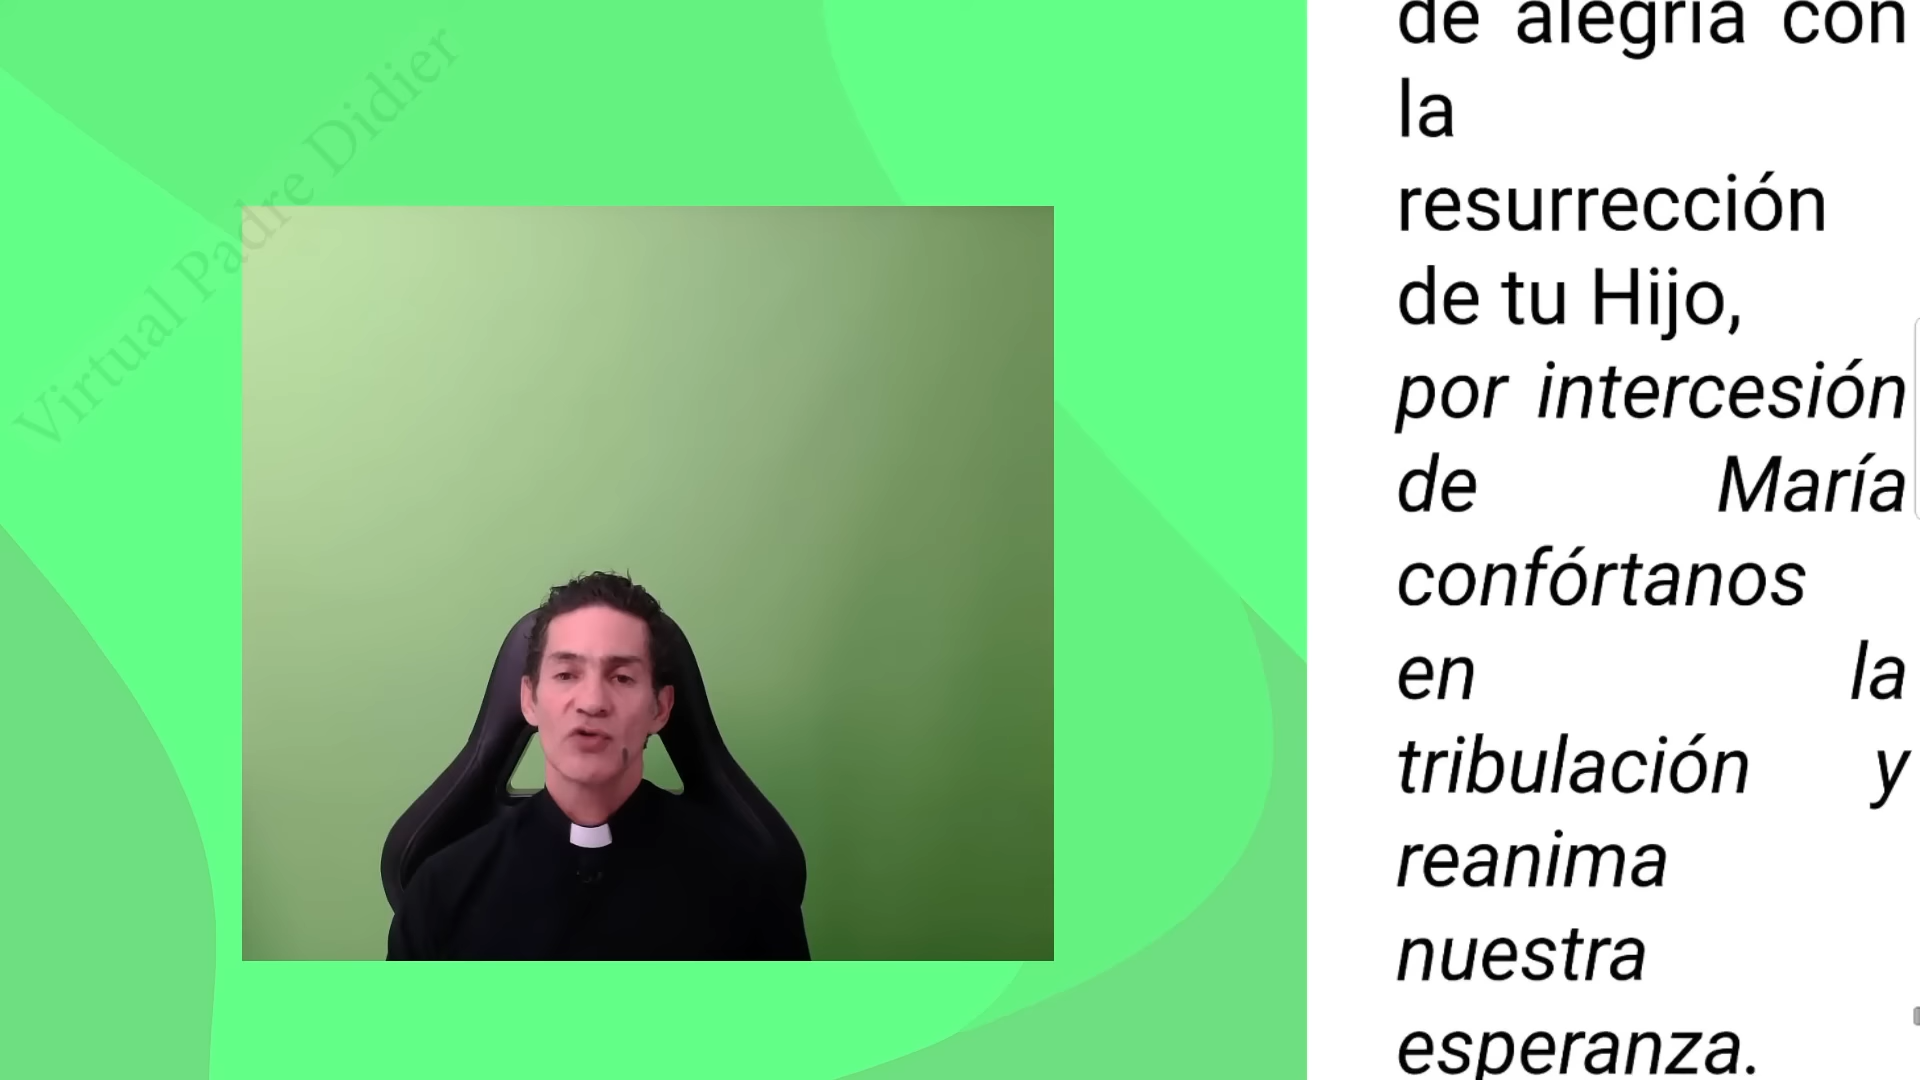 Virtual Padre Didier
de alegría con
la
resurrección
de tu Hijo,
por intercesión
de María
confórtanos
en la
tribulación y
reanima
nuestra
esperanza.